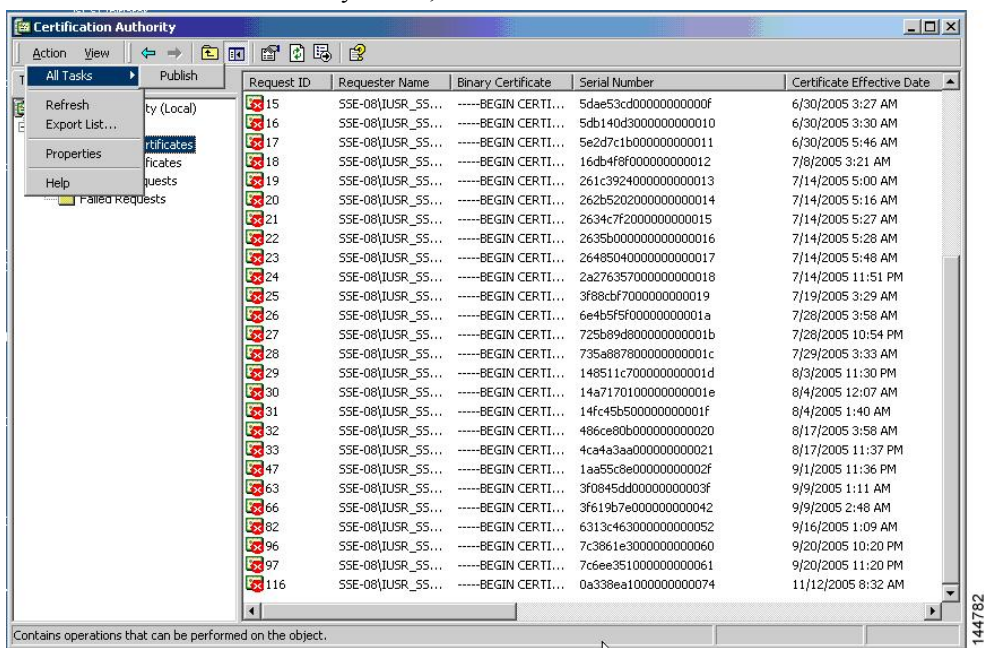 Certification Authority
Action View
All Tasks Publish
Refresh
Export List...
Properties
Help
T
ty (Local)
rtificates
ficates
quests
Failed Requests
Request ID Requester Name Binary Certificate Serial Number Certificate Effective Date
15 SSE-08\IUSR_SS... -----BEGIN CERTI... 5dae53cd00000000000f 6/30/2005 3:27 AM
16 SSE-08\IUSR_SS... -----BEGIN CERTI... 5db140d3000000000010 6/30/2005 3:30 AM
17 SSE-08\IUSR_SS... -----BEGIN CERTI... 5e2d7c1b000000000011 6/30/2005 5:46 AM
18 SSE-08\IUSR_SS... -----BEGIN CERTI... 16db4f8f000000000012 7/8/2005 3:21 AM
19 SSE-08\IUSR_SS... -----BEGIN CERTI... 261c3924000000000013 7/14/2005 5:00 AM
20 SSE-08\IUSR_SS... -----BEGIN CERTI... 262b5202000000000014 7/14/2005 5:16 AM
21 SSE-08\IUSR_SS... -----BEGIN CERTI... 2634c7f2000000000015 7/14/2005 5:27 AM
22 SSE-08\IUSR_SS... -----BEGIN CERTI... 2635b000000000000016 7/14/2005 5:28 AM
23 SSE-08\IUSR_SS... -----BEGIN CERTI... 26485040000000000017 7/14/2005 5:48 AM
24 SSE-08\IUSR_SS... -----BEGIN CERTI... 2a276357000000000018 7/14/2005 11:51 PM
25 SSE-08\IUSR_SS... -----BEGIN CERTI... 3f88cbf7000000000019 7/19/2005 3:29 AM
26 SSE-08\IUSR_SS... -----BEGIN CERTI... 6e4b5f5f00000000001a 7/28/2005 3:58 AM
27 SSE-08\IUSR_SS... -----BEGIN CERTI... 725b89d800000000001b 7/28/2005 10:54 PM
28 SSE-08\IUSR_SS... -----BEGIN CERTI... 735a887800000000001c 7/29/2005 3:33 AM
29 SSE-08\IUSR_SS... -----BEGIN CERTI... 148511c700000000001d 8/3/2005 11:30 PM
30 SSE-08\IUSR_SS... -----BEGIN CERTI... 14a7170100000000001e 8/4/2005 12:07 AM
31 SSE-08\IUSR_SS... -----BEGIN CERTI... 14fc45b500000000001f 8/4/2005 1:40 AM
32 SSE-08\IUSR_SS... -----BEGIN CERTI... 486ce80b000000000020 8/17/2005 3:58 AM
33 SSE-08\IUSR_SS... -----BEGIN CERTI... 4ca4a3aa000000000021 8/17/2005 11:37 PM
47 SSE-08\IUSR_SS... -----BEGIN CERTI... 1aa55c8e00000000002f 9/1/2005 11:36 PM
63 SSE-08\IUSR_SS... -----BEGIN CERTI... 3f0845dd00000000003f 9/9/2005 1:11 AM
66 SSE-08\IUSR_SS... -----BEGIN CERTI... 3f619b7e000000000042 9/9/2005 2:48 AM
82 SSE-08\IUSR_SS... -----BEGIN CERTI... 6313c463000000000052 9/16/2005 1:09 AM
96 SSE-08\IUSR_SS... -----BEGIN CERTI... 7c3861e3000000000060 9/20/2005 10:20 PM
97 SSE-08\IUSR_SS... -----BEGIN CERTI... 7c6ee351000000000061 9/20/2005 11:20 PM
116 SSE-08\IUSR_SS... -----BEGIN CERTI... 0a338ea1000000000074 11/12/2005 8:32 AM
Contains operations that can be performed on the object.
144782